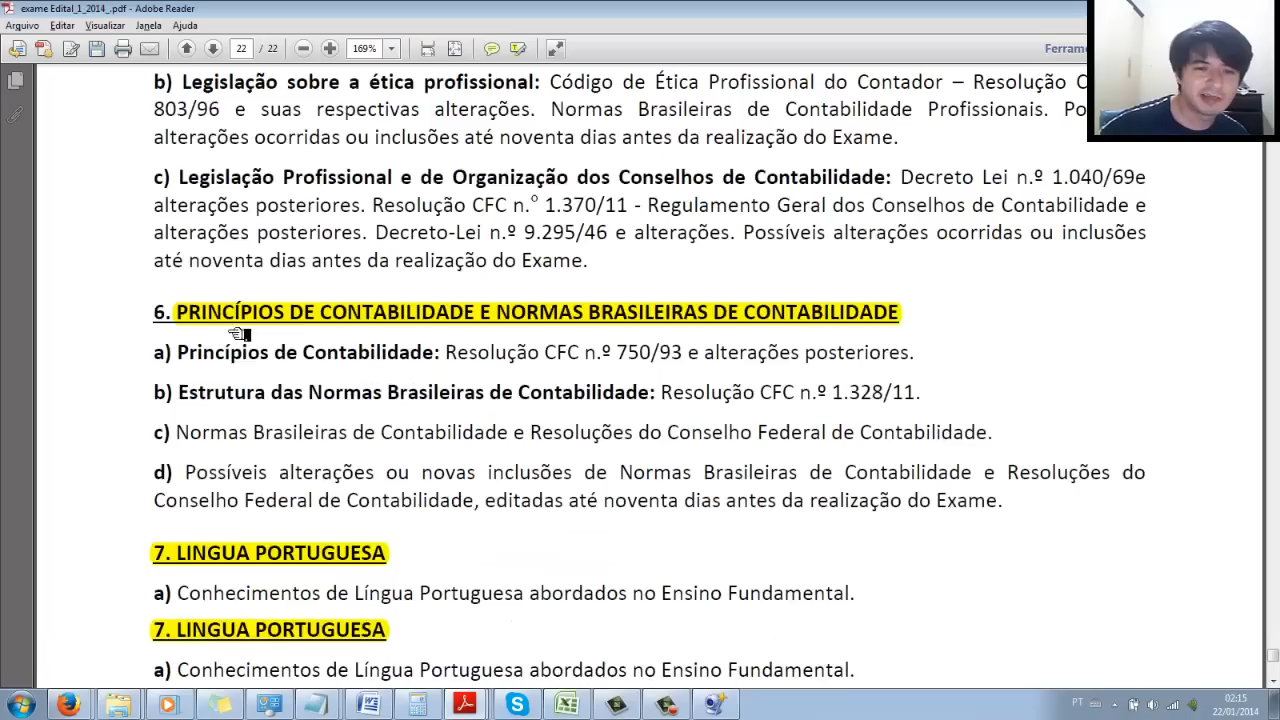 exame Edital_1_2014_.pdf - Adobe Reader
Arquivo Editar Visualizar Janela Ajuda
22 / 22 169% Ferram
b) Legislação sobre a ética profissional: Código de Ética Profissional do Contador – Resolução C
803/96 e suas respectivas alterações. Normas Brasileiras de Contabilidade Profissionais. Po
alterações ocorridas ou inclusões até noventa dias antes da realização do Exame.
c) Legislação Profissional e de Organização dos Conselhos de Contabilidade: Decreto Lei n.º 1.040/69e
alterações posteriores. Resolução CFC n.º 1.370/11 - Regulamento Geral dos Conselhos de Contabilidade e
alterações posteriores. Decreto-Lei n.º 9.295/46 e alterações. Possíveis alterações ocorridas ou inclusões
até noventa dias antes da realização do Exame.
6. PRINCÍPIOS DE CONTABILIDADE E NORMAS BRASILEIRAS DE CONTABILIDADE
a) Princípios de Contabilidade: Resolução CFC n.º 750/93 e alterações posteriores.
b) Estrutura das Normas Brasileiras de Contabilidade: Resolução CFC n.º 1.328/11.
c) Normas Brasileiras de Contabilidade e Resoluções do Conselho Federal de Contabilidade.
d) Possíveis alterações ou novas inclusões de Normas Brasileiras de Contabilidade e Resoluções do
Conselho Federal de Contabilidade, editadas até noventa dias antes da realização do Exame.
7. LINGUA PORTUGUESA
a) Conhecimentos de Língua Portuguesa abordados no Ensino Fundamental.
7. LINGUA PORTUGUESA
a) Conhecimentos de Língua Portuguesa abordados no Ensino Fundamental.
PT
02:15
22/01/2014